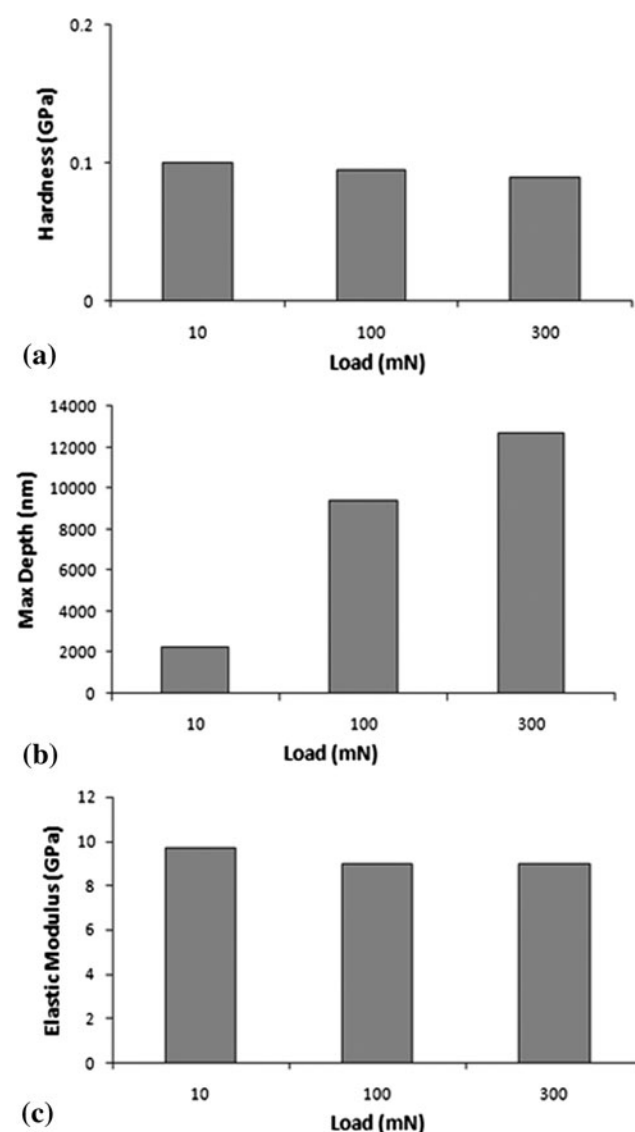 0.2
Hardness (GPa)
0.1
0
10 100 300
(a)
Load (mN)
14000
12000
10000
Max Depth (nm)
8000
6000
4000
2000
0
10 100 300
(b)
Load (mN)
12
10
Elastic Modulus (GPa)
8
6
4
2
0
10 100 300
(c)
Load (mN)